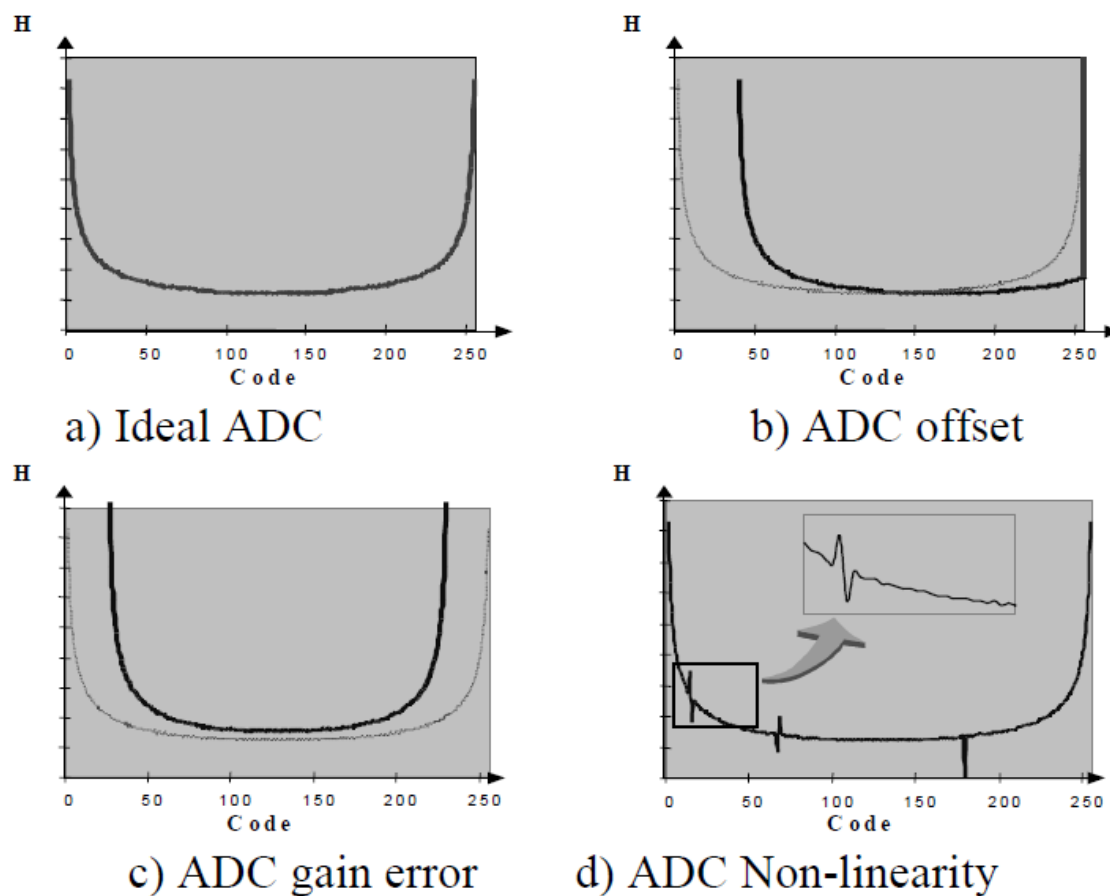 H
0 50 100 150 200 250
Code
a) Ideal ADC
H
0 50 100 150 200 250
Code
b) ADC offset
H
0 50 100 150 200 250
Code
c) ADC gain error
H
0 50 100 150 200 250
Code
d) ADC Non-linearity